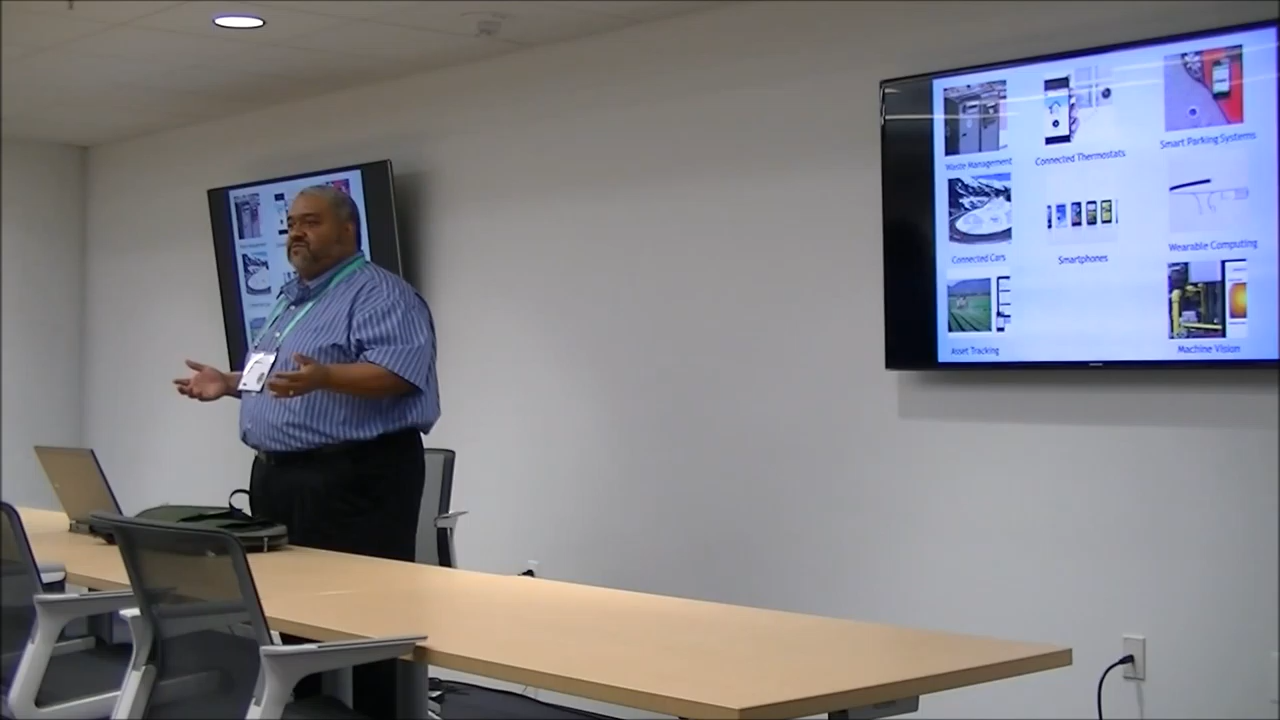 Waste Management
Connected Thermostats
Smart Parking Systems
Connected Cars
Smartphones
Wearable Computing
Asset Tracking
Machine Vision